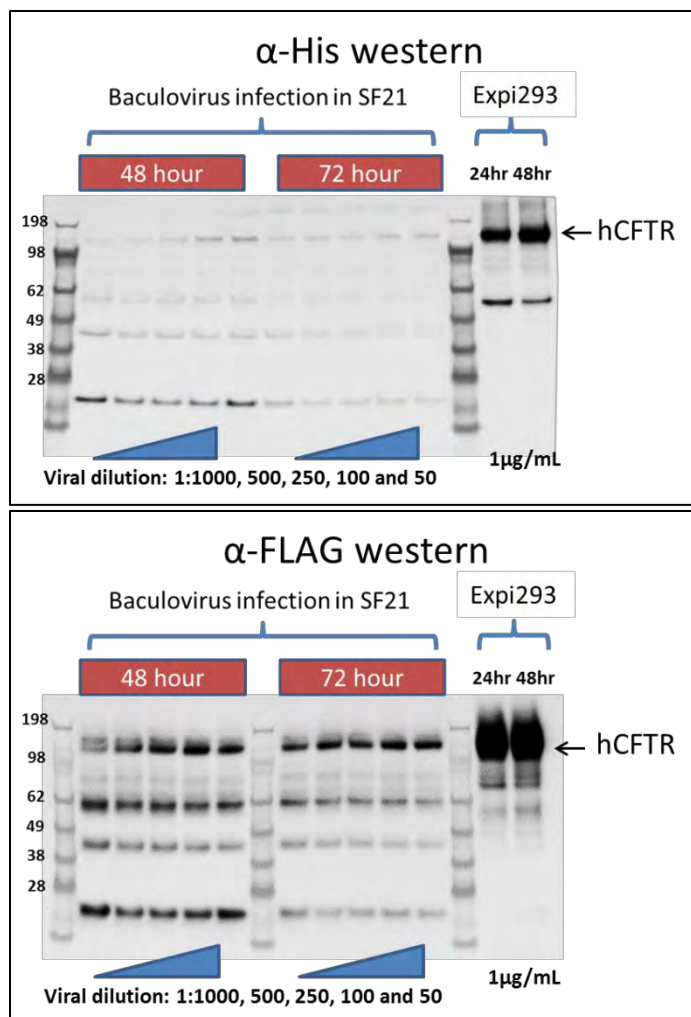 α-His western
Baculovirus infection in SF21
Expi293
48 hour
72 hour
24hr 48hr
198
98
62
49
38
28
hCFTR
1µg/mL
Viral dilution: 1:1000, 500, 250, 100 and 50
α-FLAG western
Baculovirus infection in SF21
Expi293
48 hour
72 hour
24hr 48hr
198
98
62
49
38
28
hCFTR
1µg/mL
Viral dilution: 1:1000, 500, 250, 100 and 50